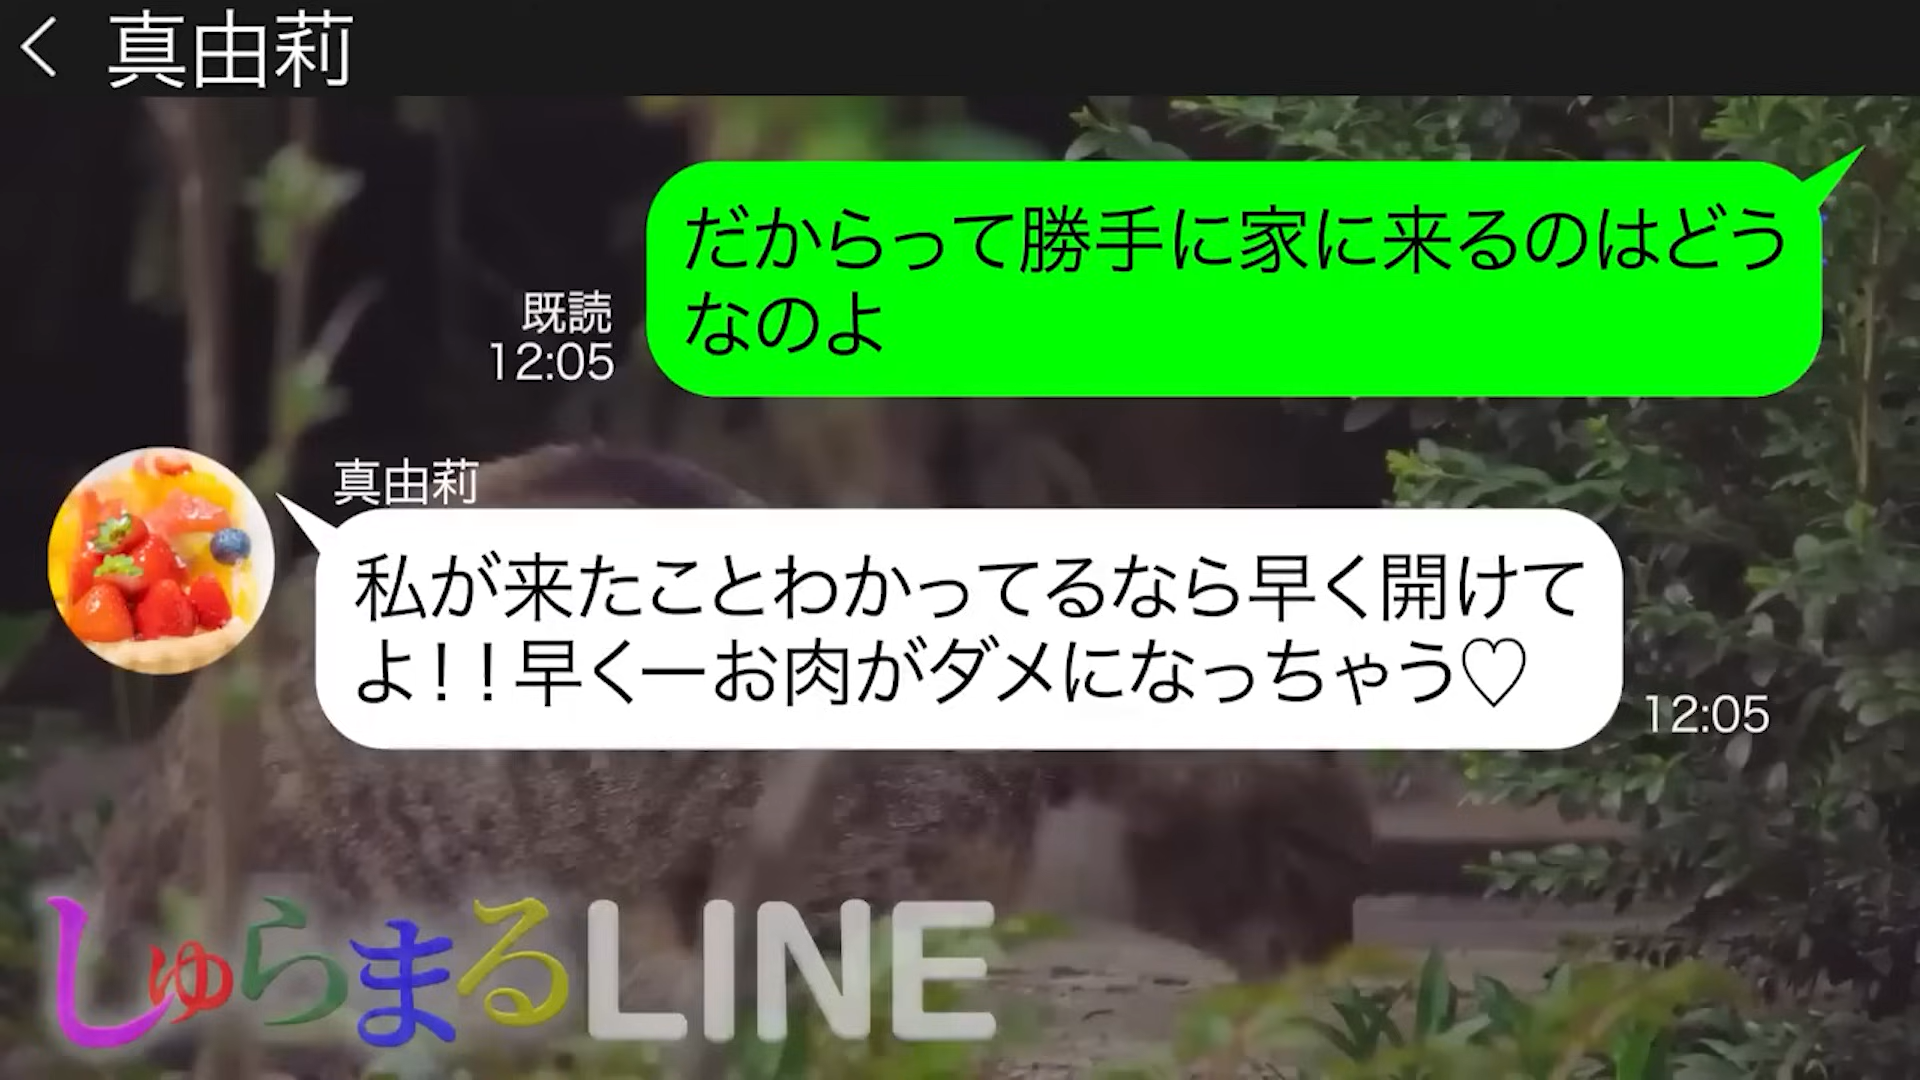 真由莉
だからって勝手に家に来るのはどう
なのよ
既読
12:05
真由莉
私が来たことわかってるなら早く開けて
よ!!早くーお肉がダメになっちゃう♡
12:05
しゅらまるLINE